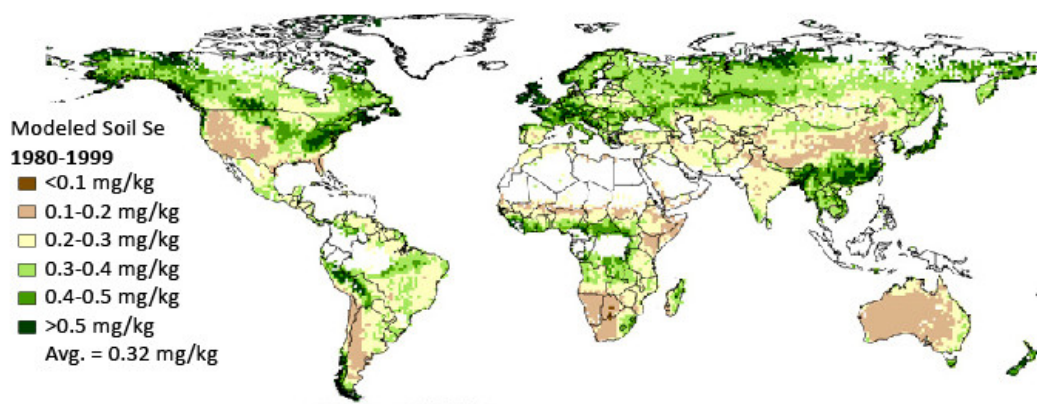 Modeled Soil Se
1980-1999
<0.1 mg/kg
0.1-0.2 mg/kg
0.2-0.3 mg/kg
0.3-0.4 mg/kg
0.4-0.5 mg/kg
>0.5 mg/kg
Avg. = 0.32 mg/kg